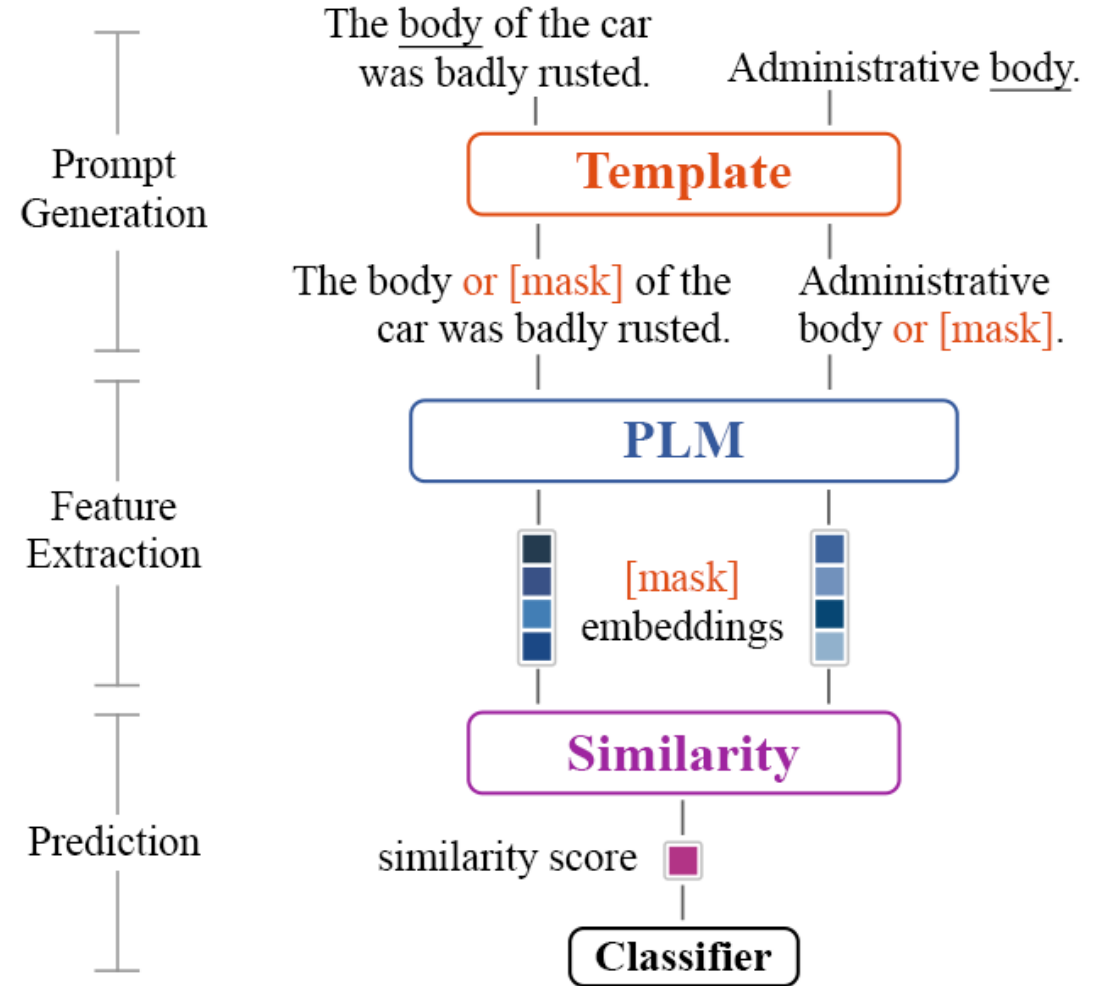 The body of the car
was badly rusted.
Administrative body.
Template
Prompt
Generation
The body or [mask] of the
car was badly rusted.
Administrative
body or [mask].
PLM
Feature
Extraction
[mask]
embeddings
Similarity
Prediction
similarity score
Classifier